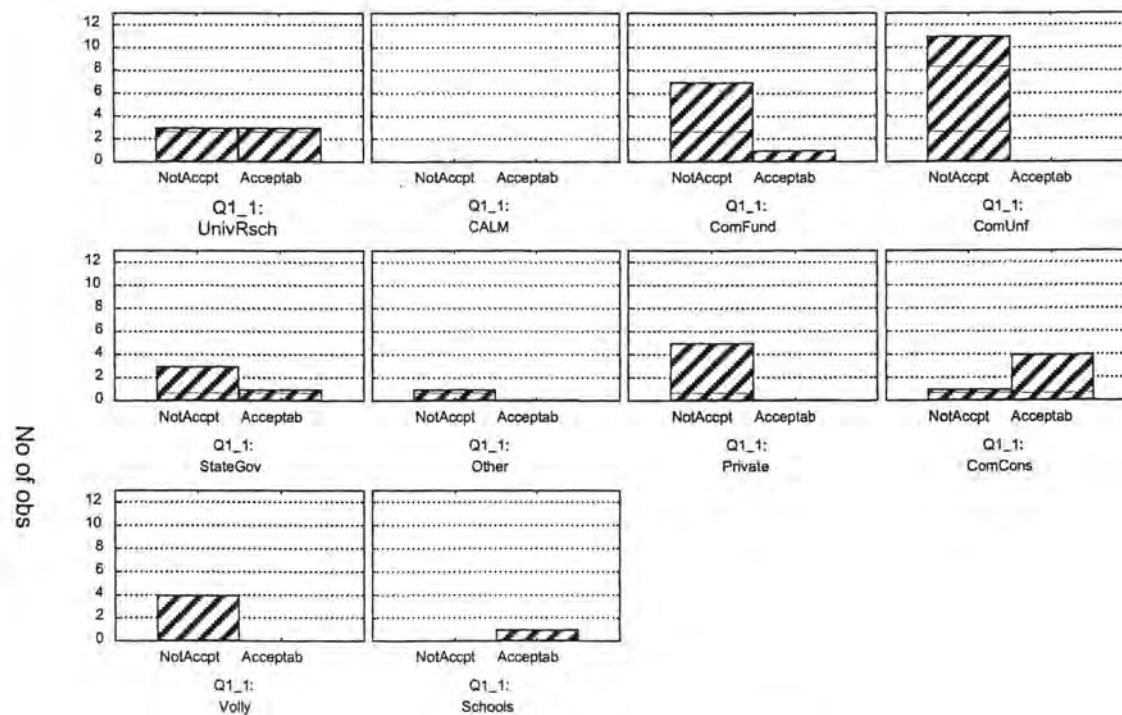 12
10
8
6
4
2
0
NotAccpt Acceptab
NotAccpt Acceptab
NotAccpt Acceptab
NotAccpt Acceptab
Q1_1:
UnivRsch
Q1_1:
CALM
Q1_1:
ComFund
Q1_1:
ComUnf
12
10
8
6
4
2
0
NotAccpt Acceptab
NotAccpt Acceptab
NotAccpt Acceptab
NotAccpt Acceptab
Q1_1:
StateGov
Q1_1:
Other
Q1_1:
Private
Q1_1:
ComCons
No of obs
12
10
8
6
4
2
0
NotAccpt Acceptab
NotAccpt Acceptab
Q1_1:
Volly
Q1_1:
Schools